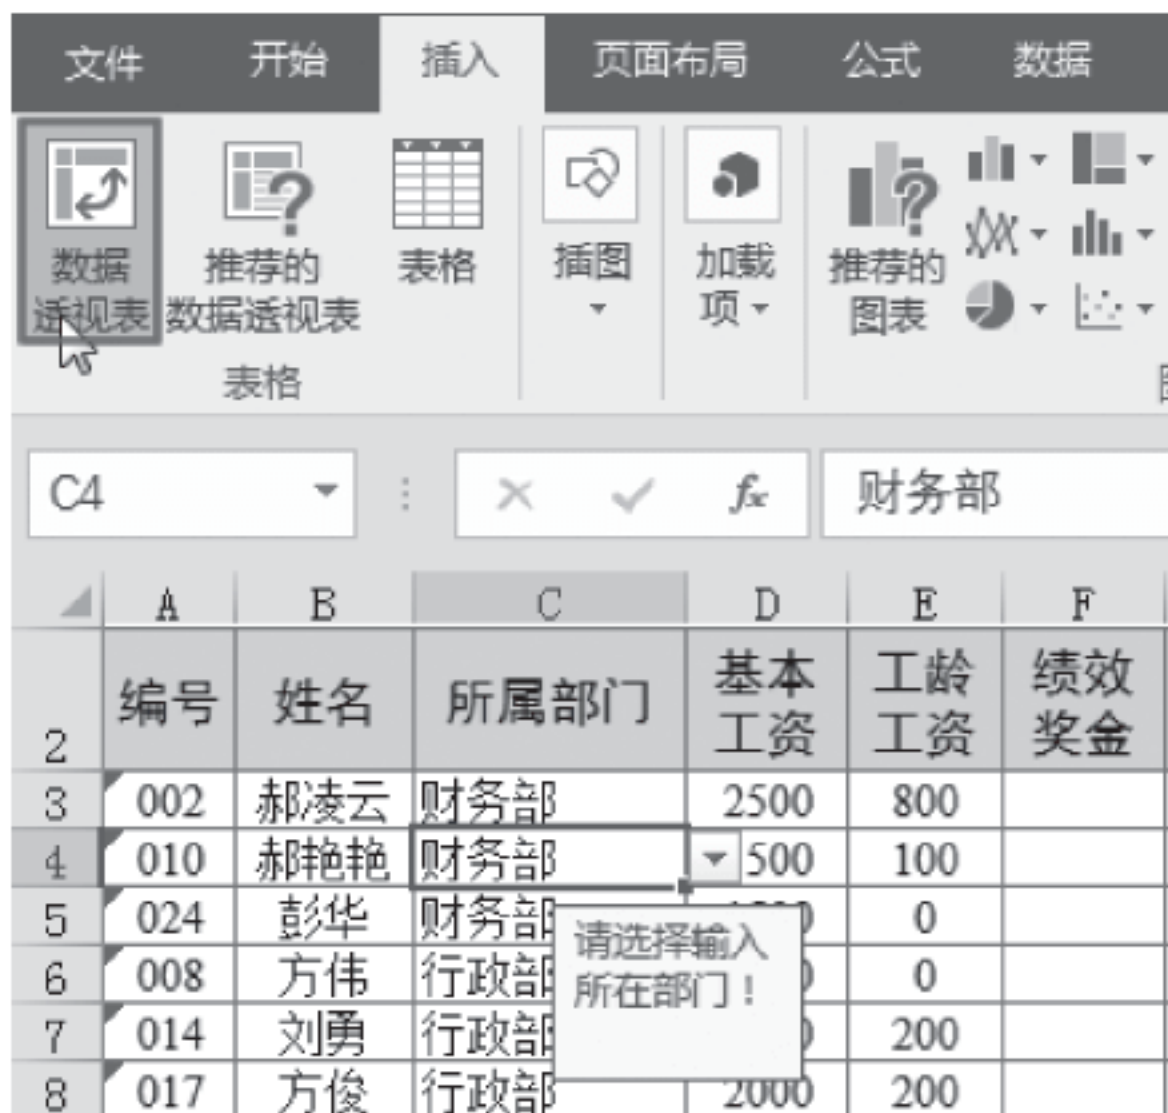 文件 开始 插入 页面布局 公式 数据
数据 推荐的 表格 插图 加载 推荐的
透视表 数据透视表 项 图表
表格
C4 fx 财务部
A B C D E F
2 编号 姓名 所属部门 基本工资 工龄工资 绩效奖金
3 002 郝凌云 财务部 2500 800
4 010 郝艳艳 财务部 500 100
5 024 彭华 财务部 0
6 008 方伟 行政部 0
7 014 刘勇 行政部 200
8 017 方俊 行政部 2000 200
请选择输入
所在部门！